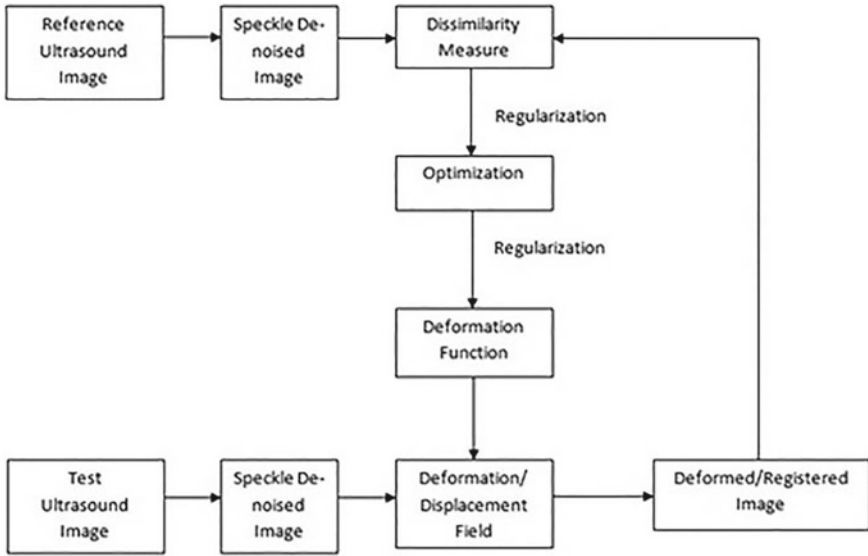 Reference
Ultrasound
Image
Speckle De-
noised
Image
Dissimilarity
Measure
Regularization
Optimization
Regularization
Deformation
Function
Test
Ultrasound
Image
Speckle De-
noised
Image
Deformation/
Displacement
Field
Deformed/Registered
Image